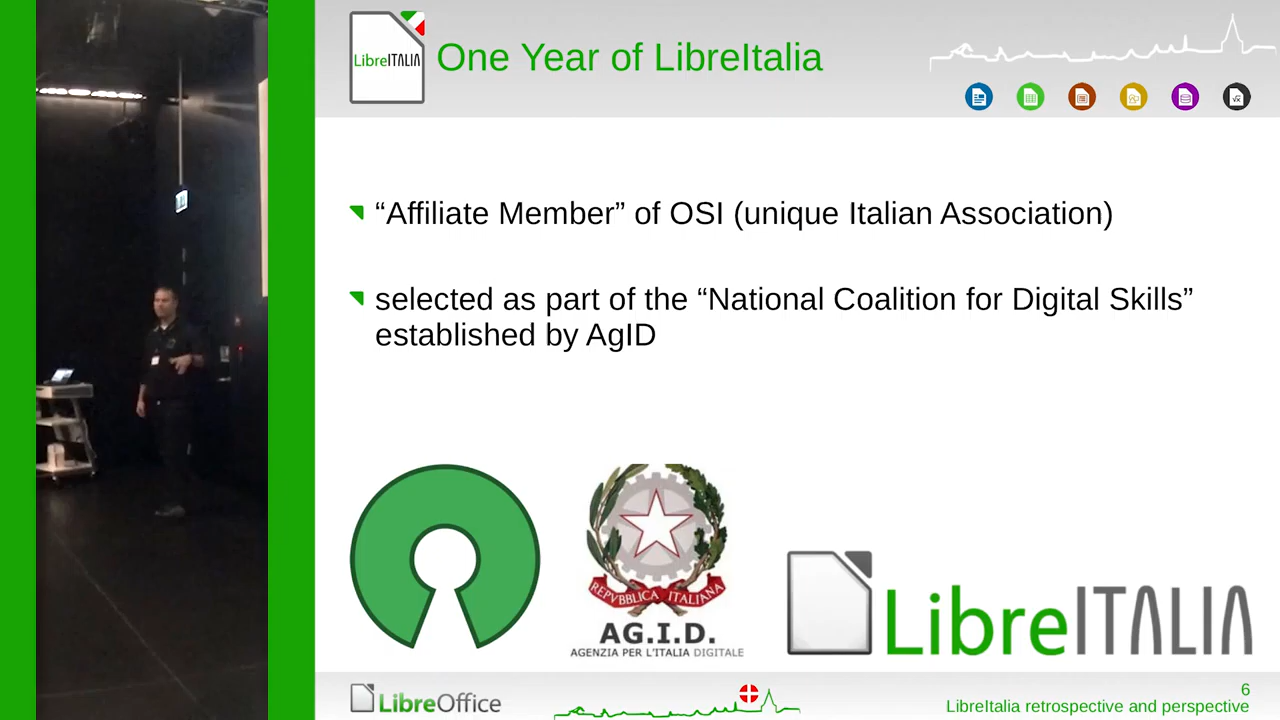 LibreITALIA
One Year of LibreItalia
“Affiliate Member” of OSI (unique Italian Association)
selected as part of the “National Coalition for Digital Skills”
established by AgID
REPVBBLICA ITALIANA
AG.I.D.
AGENZIA PER L'ITALIA DIGITALE
LibreITALIA
LibreOffice
6
LibreItalia retrospective and perspective